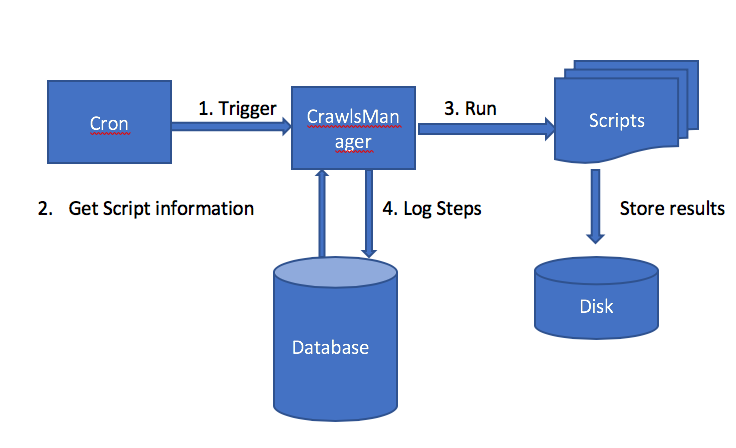 1. Trigger
3. Run
Cron
CrawlsMan
ager
Scripts
2. Get Script information
4. Log Steps
Store results
Database
Disk